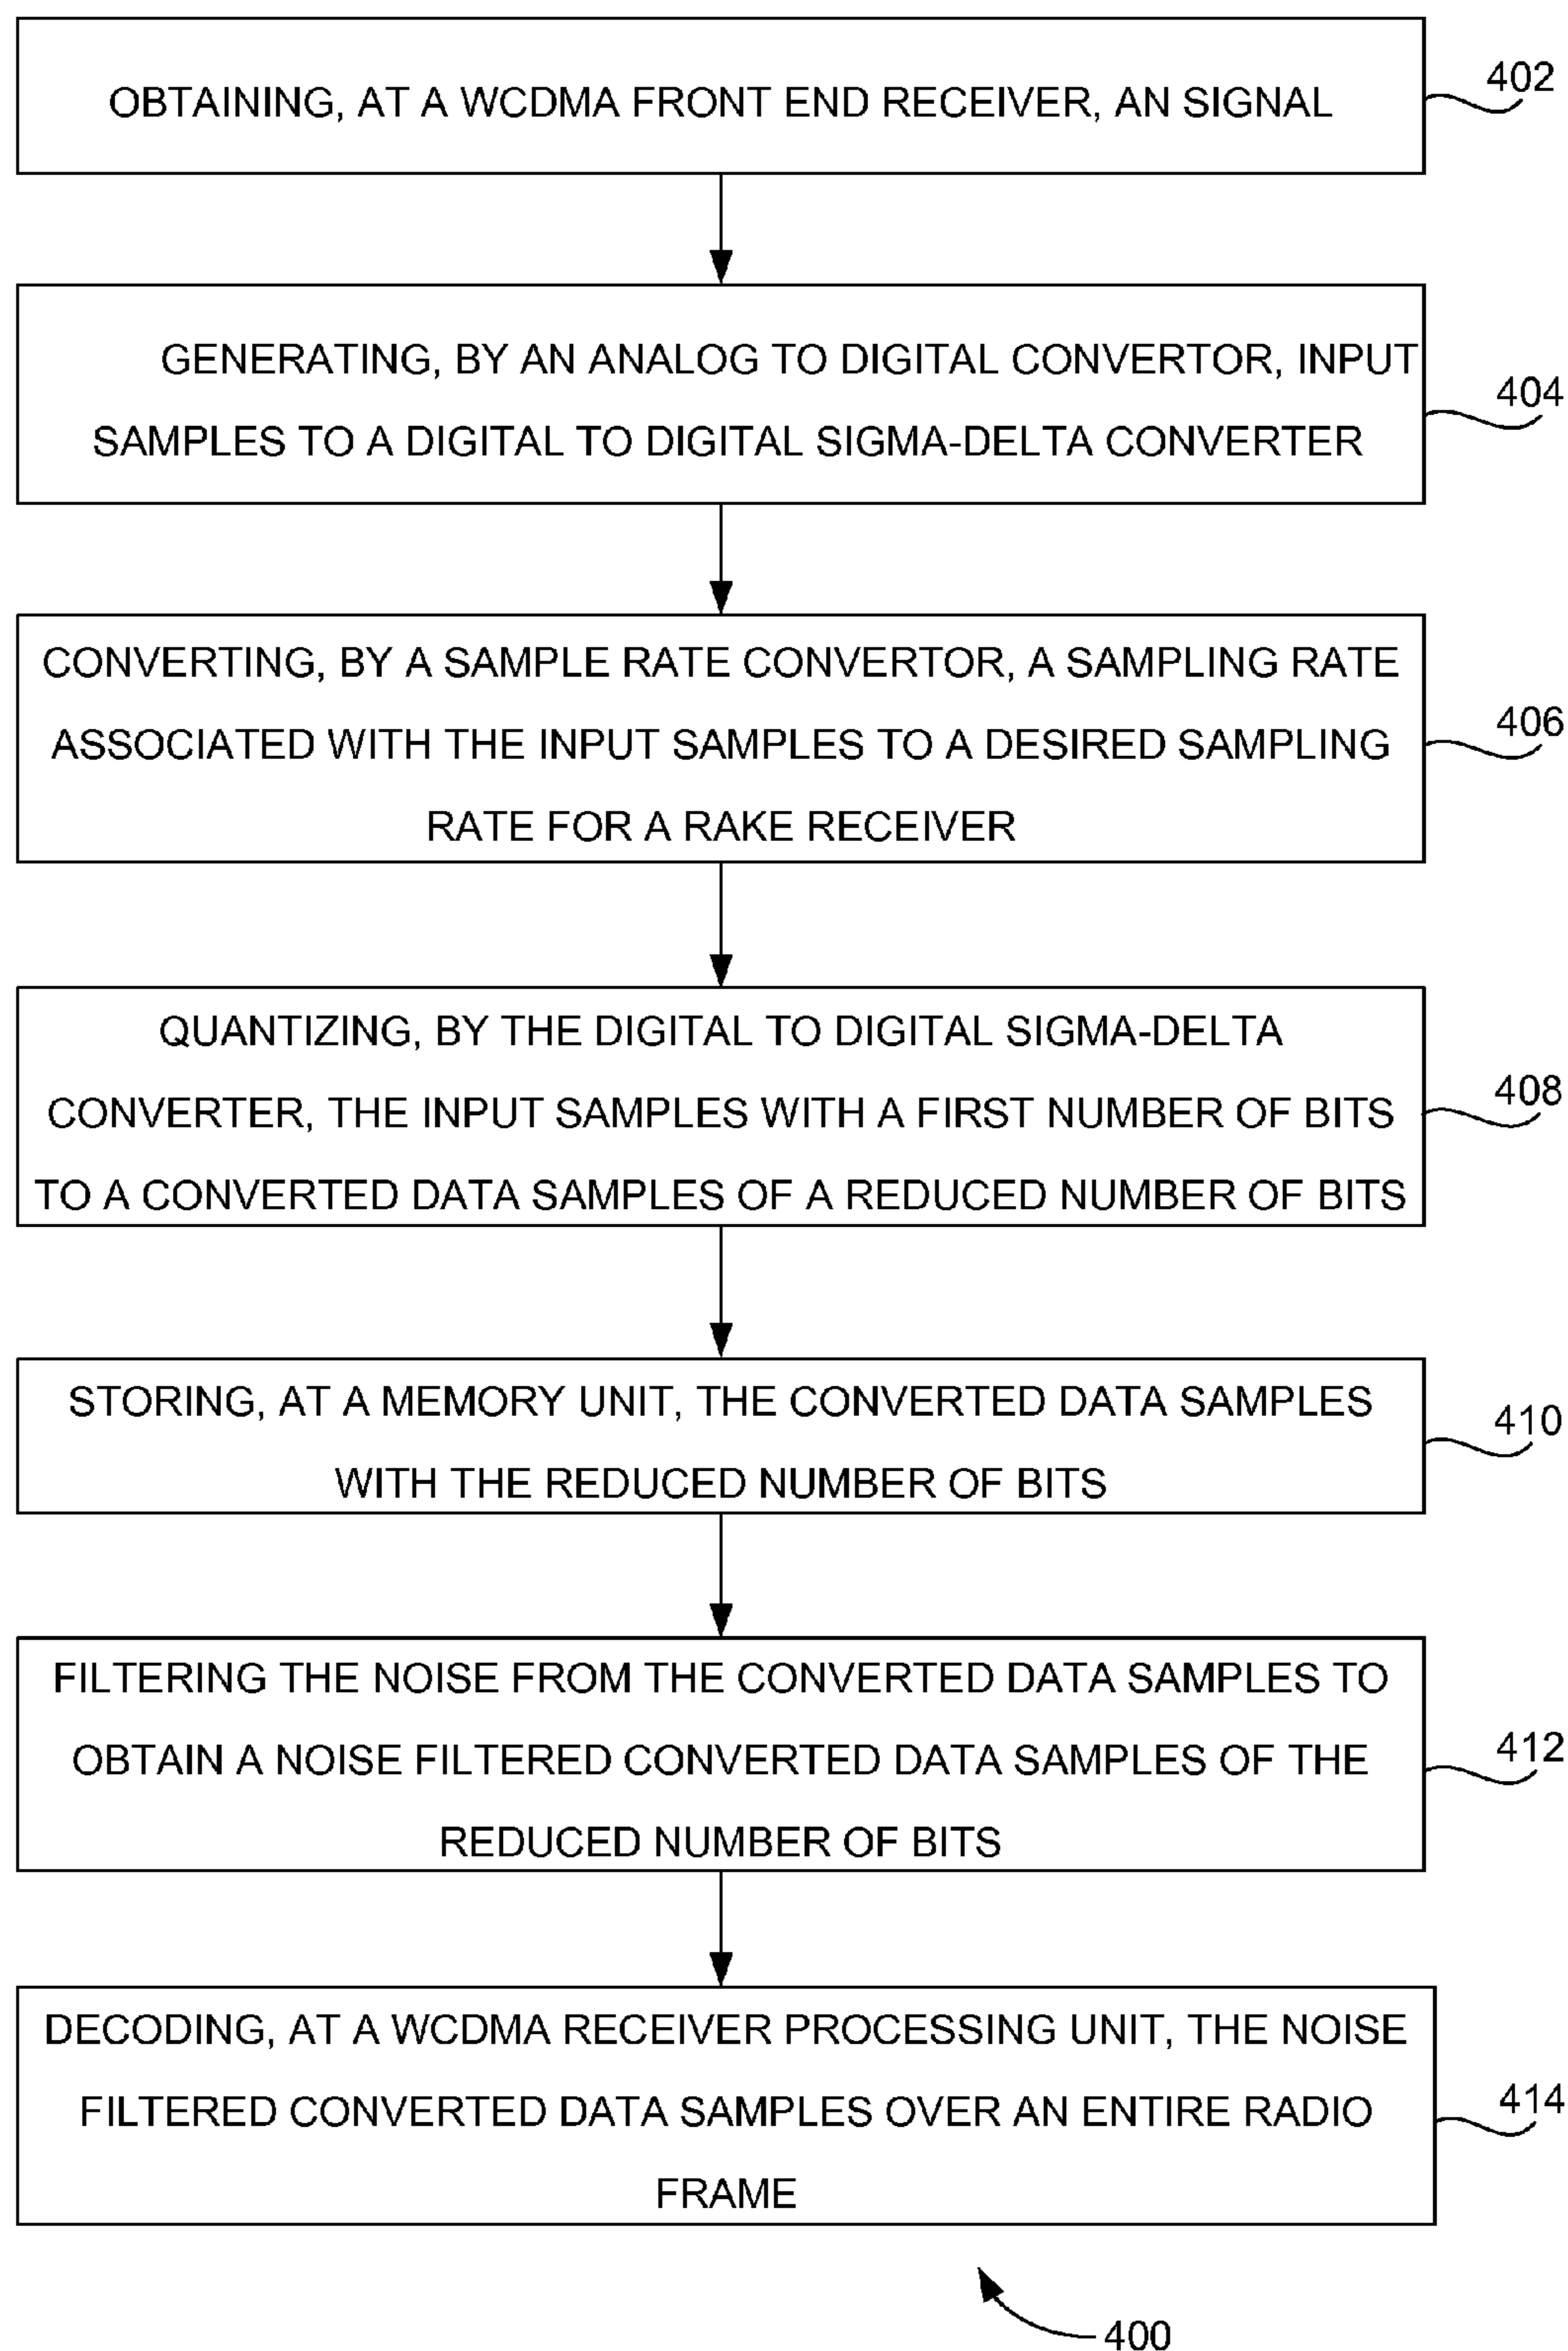 OBTAINING, AT A WCDMA FRONT END RECEIVER, AN SIGNAL
402
GENERATING, BY AN ANALOG TO DIGITAL CONVERTOR, INPUT
SAMPLES TO A DIGITAL TO DIGITAL SIGMA-DELTA CONVERTER
404
CONVERTING, BY A SAMPLE RATE CONVERTOR, A SAMPLING RATE
ASSOCIATED WITH THE INPUT SAMPLES TO A DESIRED SAMPLING
RATE FOR A RAKE RECEIVER
406
QUANTIZING, BY THE DIGITAL TO DIGITAL SIGMA-DELTA
CONVERTER, THE INPUT SAMPLES WITH A FIRST NUMBER OF BITS
TO A CONVERTED DATA SAMPLES OF A REDUCED NUMBER OF BITS
408
STORING, AT A MEMORY UNIT, THE CONVERTED DATA SAMPLES
WITH THE REDUCED NUMBER OF BITS
410
FILTERING THE NOISE FROM THE CONVERTED DATA SAMPLES TO
OBTAIN A NOISE FILTERED CONVERTED DATA SAMPLES OF THE
REDUCED NUMBER OF BITS
412
DECODING, AT A WCDMA RECEIVER PROCESSING UNIT, THE NOISE
FILTERED CONVERTED DATA SAMPLES OVER AN ENTIRE RADIO
FRAME
414
400